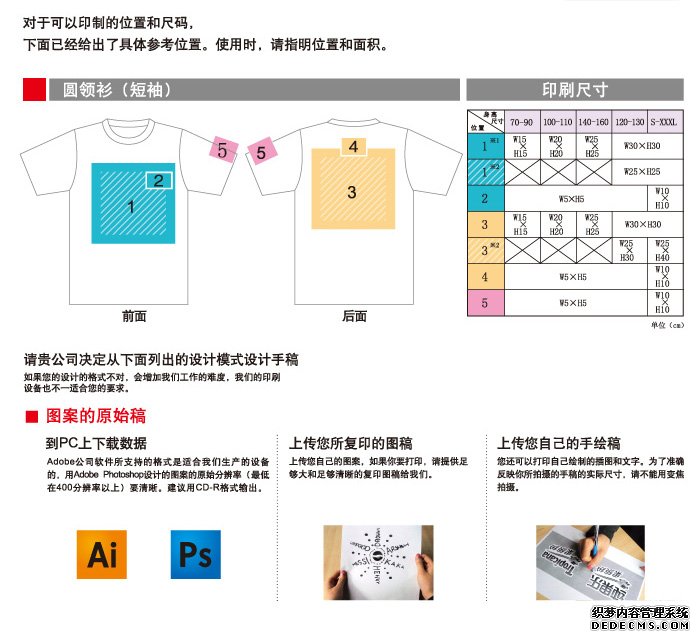 对于可以印制的位置和尺码，
下面已经给出了具体参考位置。使用时，请指明位置和面积。
圆领衫（短袖）
印刷尺寸
1
2
5
前面
5
4
3
后面
身高 尺寸 位置 70-90 100-110 140-160 120-130 S-XXXL
1 ※1 W15×H15 W20×H20 W25×H25 W30×H30
1 ※2 W25×H25
2 W5×H5 W10×H10
3 W15×H15 W20×H20 W25×H25 W30×H30
3 ※2 W25×H30 W25×H40
4 W5×H5 W10×H10
5 W5×H5 W10×H10
单位（cm）
请贵公司决定从下面列出的设计模式设计手稿
如果您的设计的格式不对，会增加我们工作的难度，我们的印刷
设备也不一适合您的要求。
图案的原始稿
到PC上下载数据
Adobe公司软件所支持的格式是适合我们生产的设备
的，用Adobe Photoshop设计的图案的原始分辨率（最低
在400分辨率以上）要清晰。建议用CD-R格式输出。
Ai
Ps
上传您所复印的图稿
上传您自己的图案，如果你要打印，请提供足
够大和足够清晰的复印图稿给我们。
上传您自己的手绘稿
您还可以打印自己绘制的插图和文字。为了准确
反映你所拍摄的手稿的实际尺寸，请不能用变焦
拍摄。
Tropicana
织梦内容管理系统
DEDECMS.COM